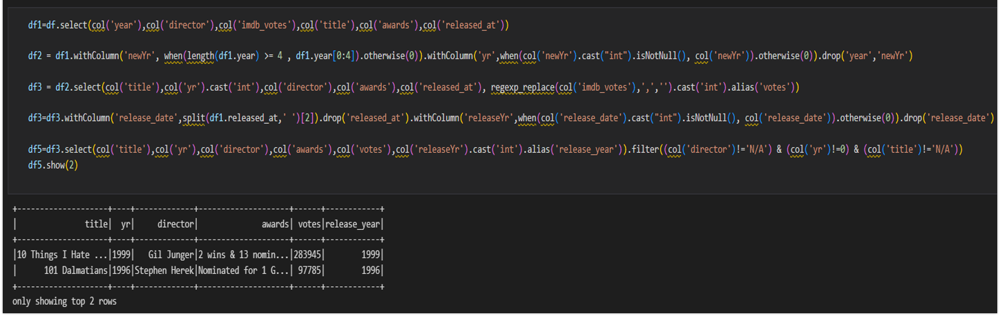 df1=df.select(col('year'),col('director'),col('imdb_votes'),col('title'),col('awards'),col('released_at'))
df2 = df1.withColumn('newYr', when(length(df1.year) >= 4 , df1.year[0:4]).otherwise(0)).withColumn('yr',when(col('newYr').cast("int").isNotNull(), col('newYr')).otherwise(0)).drop('year','newYr')
df3 = df2.select(col('title'),col('yr').cast('int'),col('director'),col('awards'),col('released_at'), regexp_replace(col('imdb_votes'),',','').cast('int').alias('votes'))
df3=df3.withColumn('release_date',split(df1.released_at,' ')[2]).drop('released_at').withColumn('releaseYr',when(col('release_date').cast("int").isNotNull(), col('release_date')).otherwise(0)).drop('release_date')
df5=df3.select(col('title'),col('yr'),col('director'),col('awards'),col('votes'),col('releaseYr').cast('int').alias('release_year')).filter((col('director')!='N/A') & (col('yr')!=0) & (col('title')!='N/A'))
df5.show(2)
+--------------------+----+-------------+--------------------+------+------------+
|               title|  yr|     director|              awards| votes|release_year|
+--------------------+----+-------------+--------------------+------+------------+
|10 Things I Hate ...|1999|   Gil Junger|2 wins & 13 nomin...|283945|        1999|
|      101 Dalmatians|1996|Stephen Herek|Nominated for 1 G...| 97785|        1996|
+--------------------+----+-------------+--------------------+------+------------+
only showing top 2 rows